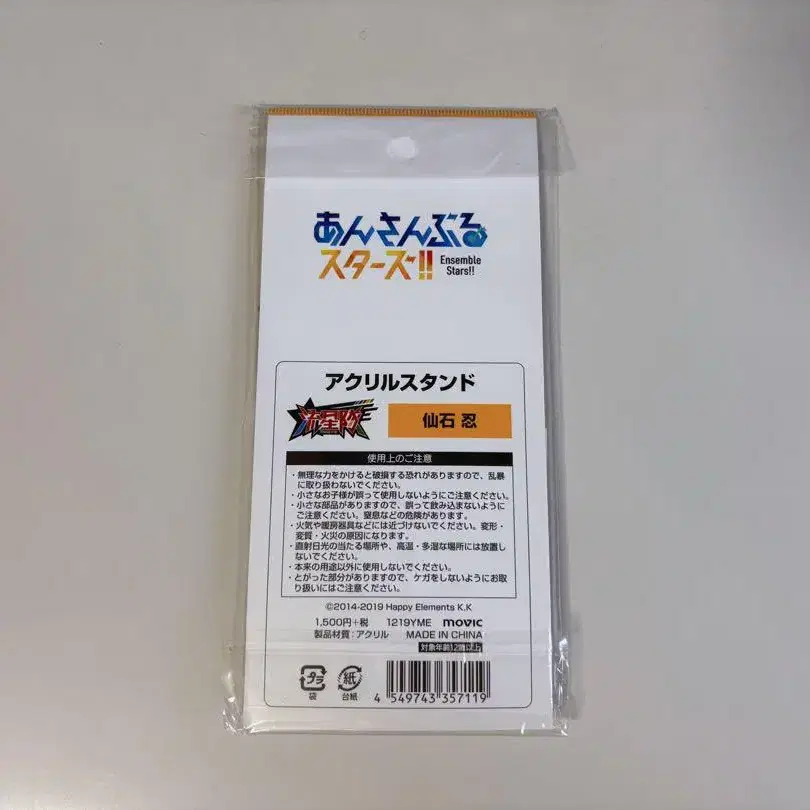 あんさんぶる
スターズ!!
Ensemble
Stars!!
アクリルスタンド
流星隊
仙石 忍
使用上のご注意
・無理な力をかけると破損する恐れがありますので、乱暴
に取り扱わないでください。
・小さなお子様が誤って使用しないようにご注意ください。
・小さな部品がありますので、誤って飲み込まないように
ご注意ください。窒息などの危険があります。
・火気や暖房器具などには近づけないでください。変形・
変質・火災の原因になります。
・直射日光の当たる場所や、高温・多湿な場所には放置し
ないでください。
・本来の用途以外に使用しないでください。
・とがった部分がありますので、ケガをしないようにお取
り扱いにはご注意ください。
©2014-2019 Happy Elements K.K
1,500円+税 1219YME movic
製品材質：アクリル MADE IN CHINA
対象年齢12歳以上
プラ
袋
紙
台紙
4 549743 357119